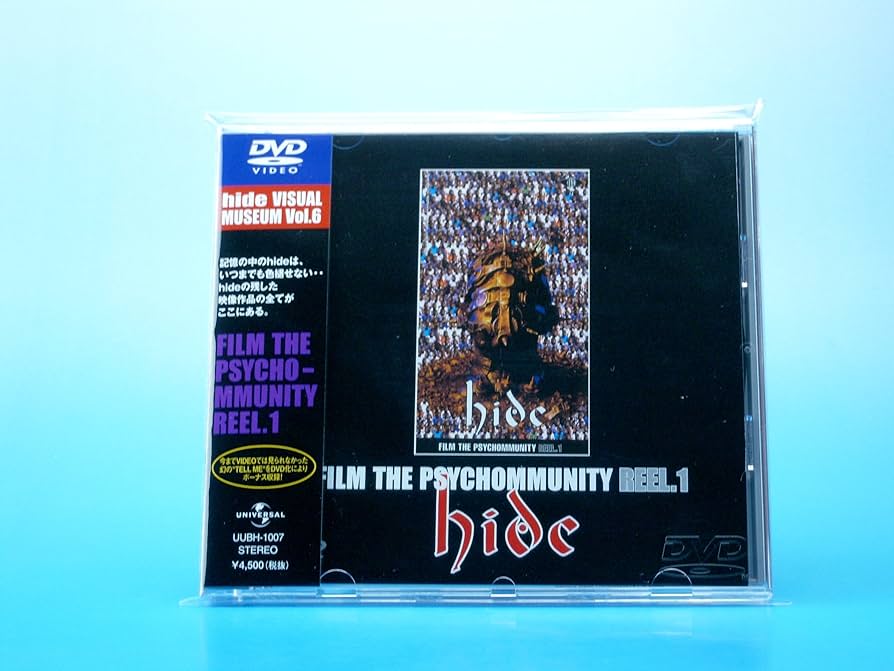 DVD
VIDEO
hide VISUAL
MUSEUM Vol.6
記憶の中のhideは、
いつまでも色褪せない‥
hideの残した
映像作品の全てが
ここにある。
FILM THE
PSYCHO-
MMUNITY
REEL.1
今までVIDEOでは見られなかった
幻の"TELL ME"をDVD化により
ボーナス収録!
UNIVERSAL
UUBH-1007
STEREO
¥4,500(税抜)
hide
FILM THE PSYCHOMMUNITY REEL.1
FILM THE PSYCHOMMUNITY REEL.1
hide
DVD